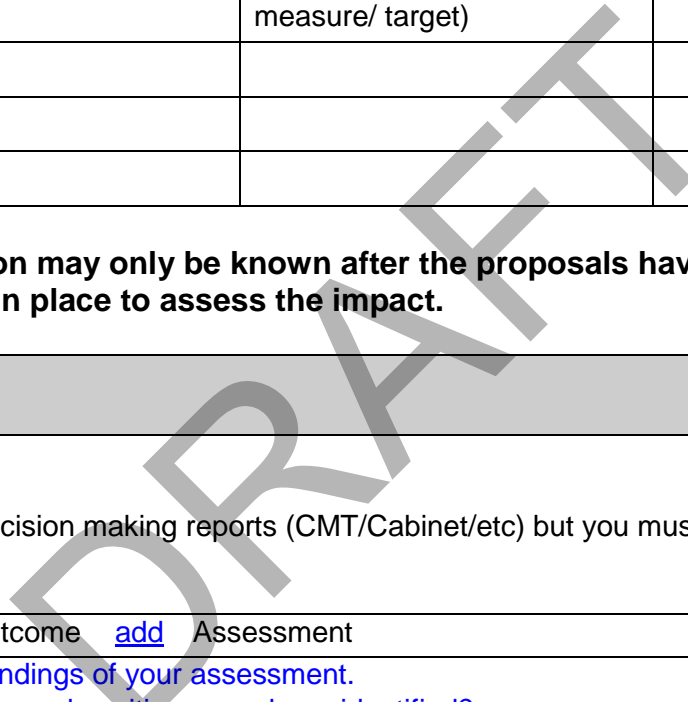 measure/ target)
on may only be known after the proposals hav
n place to assess the impact.
cision making reports (CMT/Cabinet/etc) but you mus
tcome add Assessment
ndings of your assessment.
DRAFT